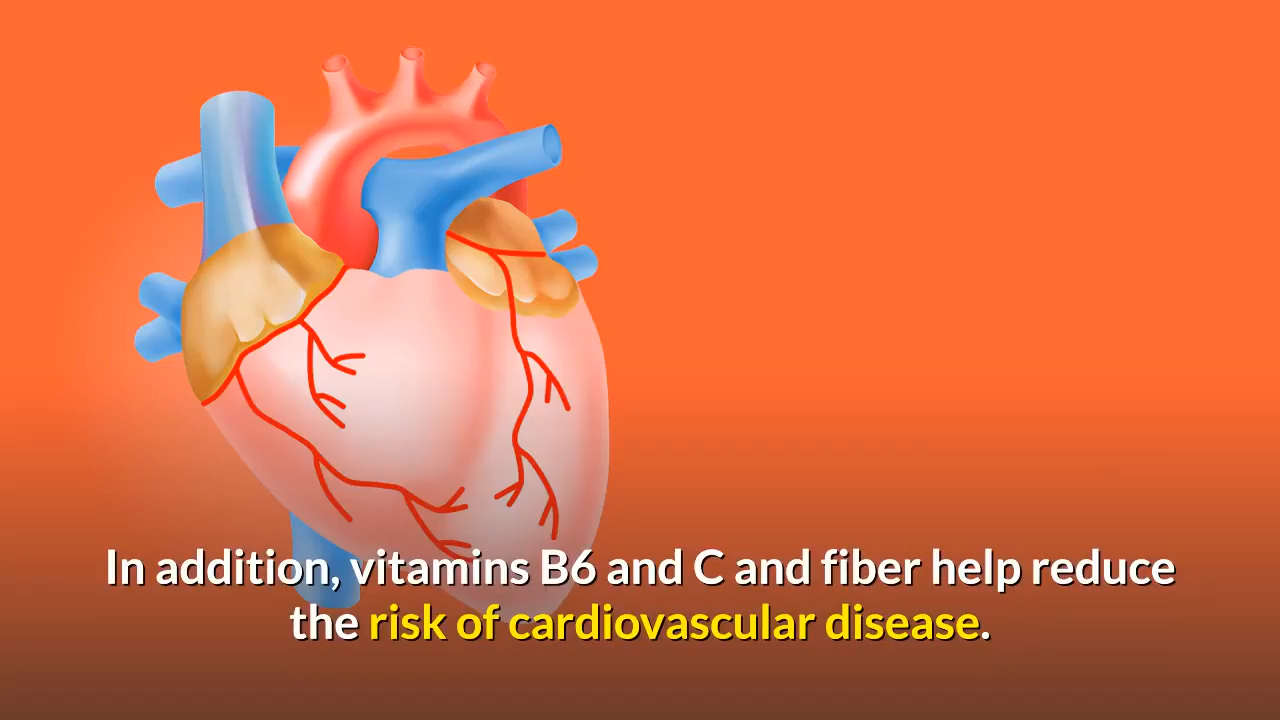 In addition, vitamins B6 and C and fiber help reduce
the risk of cardiovascular disease.